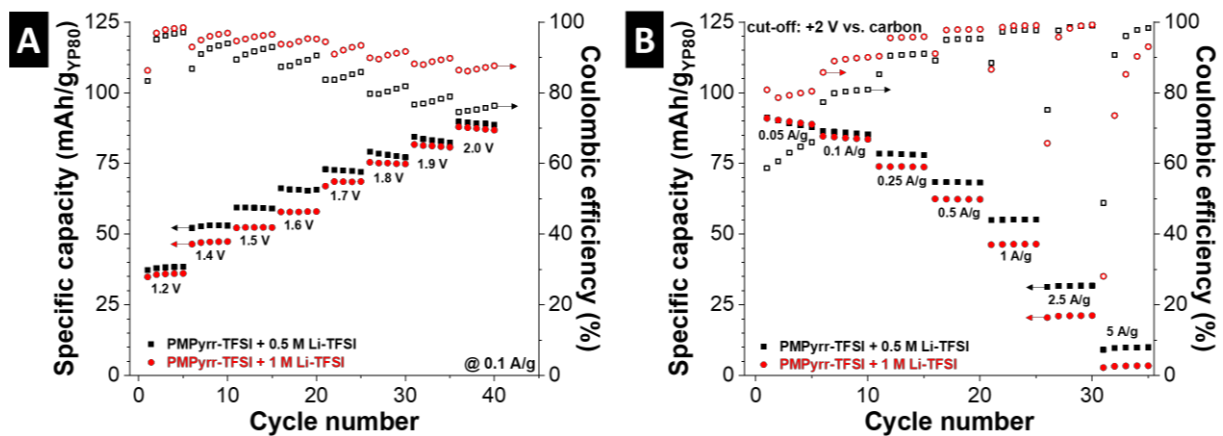 A
Specific capacity (mAh/gYP80)
125
100
75
50
25
0
1.2 V
1.4 V
1.5 V
1.6 V
1.7 V
1.8 V
1.9 V
2.0 V
PMPyrr-TFSI + 0.5 M Li-TFSI
PMPyrr-TFSI + 1 M Li-TFSI
@ 0.1 A/g
0 10 20 30 40
Cycle number
100
80
60
40
20
0
Coulombic efficiency (%)
B
Specific capacity (mAh/gYP80)
125
100
75
50
25
0
cut-off: +2 V vs. carbon
0.05 A/g
0.1 A/g
0.25 A/g
0.5 A/g
1 A/g
2.5 A/g
5 A/g
PMPyrr-TFSI + 0.5 M Li-TFSI
PMPyrr-TFSI + 1 M Li-TFSI
0 10 20 30
Cycle number
100
80
60
40
20
0
Coulombic efficiency (%)